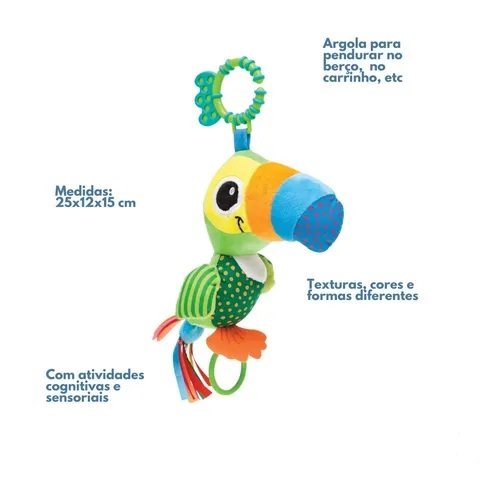 Argola para
pendurar no
berço, no
carrinho, etc
Medidas:
25x12x15 cm
Texturas, cores e
formas diferentes
Com atividades
cognitivas e
sensoriais